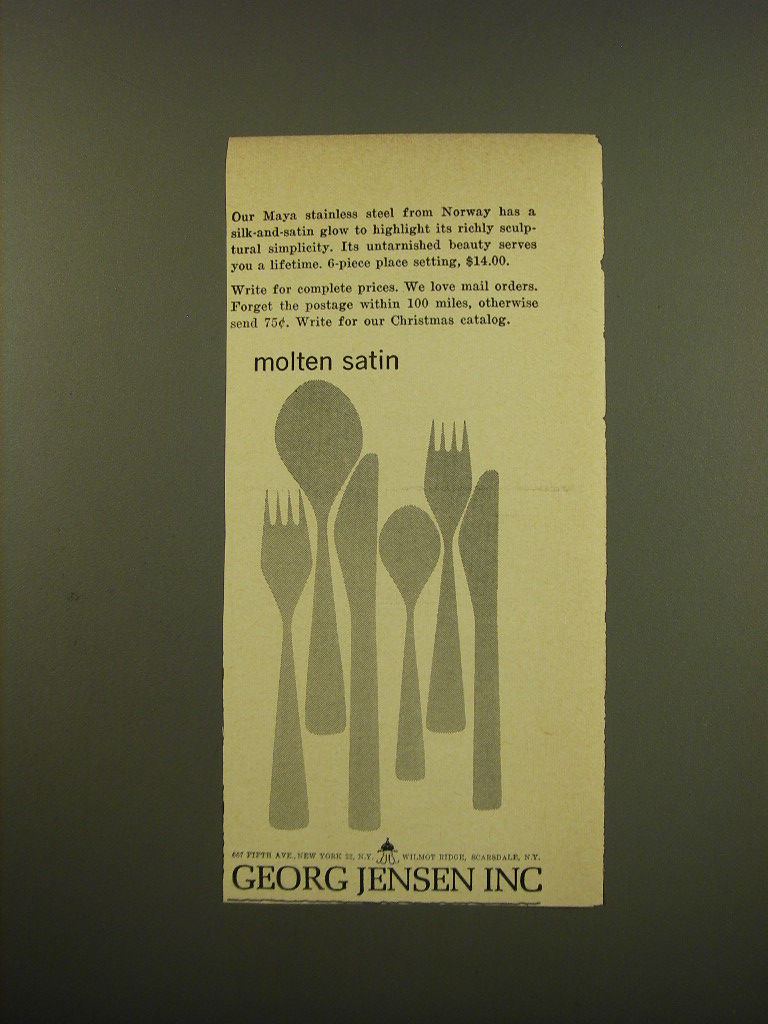 Our Maya stainless steel from Norway has a
silk-and-satin glow to highlight its richly sculp-
tural simplicity. Its untarnished beauty serves
you a lifetime. 6-piece place setting, $14.00.
Write for complete prices. We love mail orders.
Forget the postage within 100 miles, otherwise
send 75¢. Write for our Christmas catalog.
molten satin
667 FIFTH AVE., NEW YORK 22, N.Y. WILMOT RIDGE, SCARSDALE, N.Y.
GEORG JENSEN INC